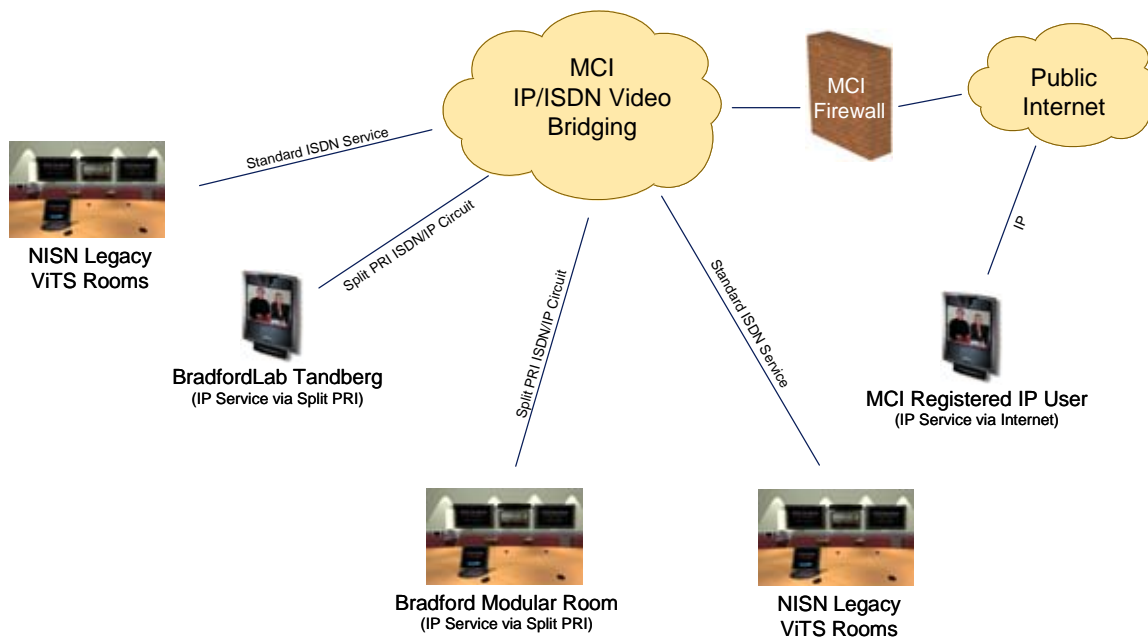 MCI
IP/ISDN Video
Bridging
MCI
Firewall
Public
Internet
Standard ISDN Service
Split PRI ISDN/IP Circuit
Split PRI ISDN/IP Circuit
Standard ISDN Service
IP
NISN Legacy
ViTS Rooms
BradfordLab Tandberg
(IP Service via Split PRI)
MCI Registered IP User
(IP Service via Internet)
Bradford Modular Room
(IP Service via Split PRI)
NISN Legacy
ViTS Rooms